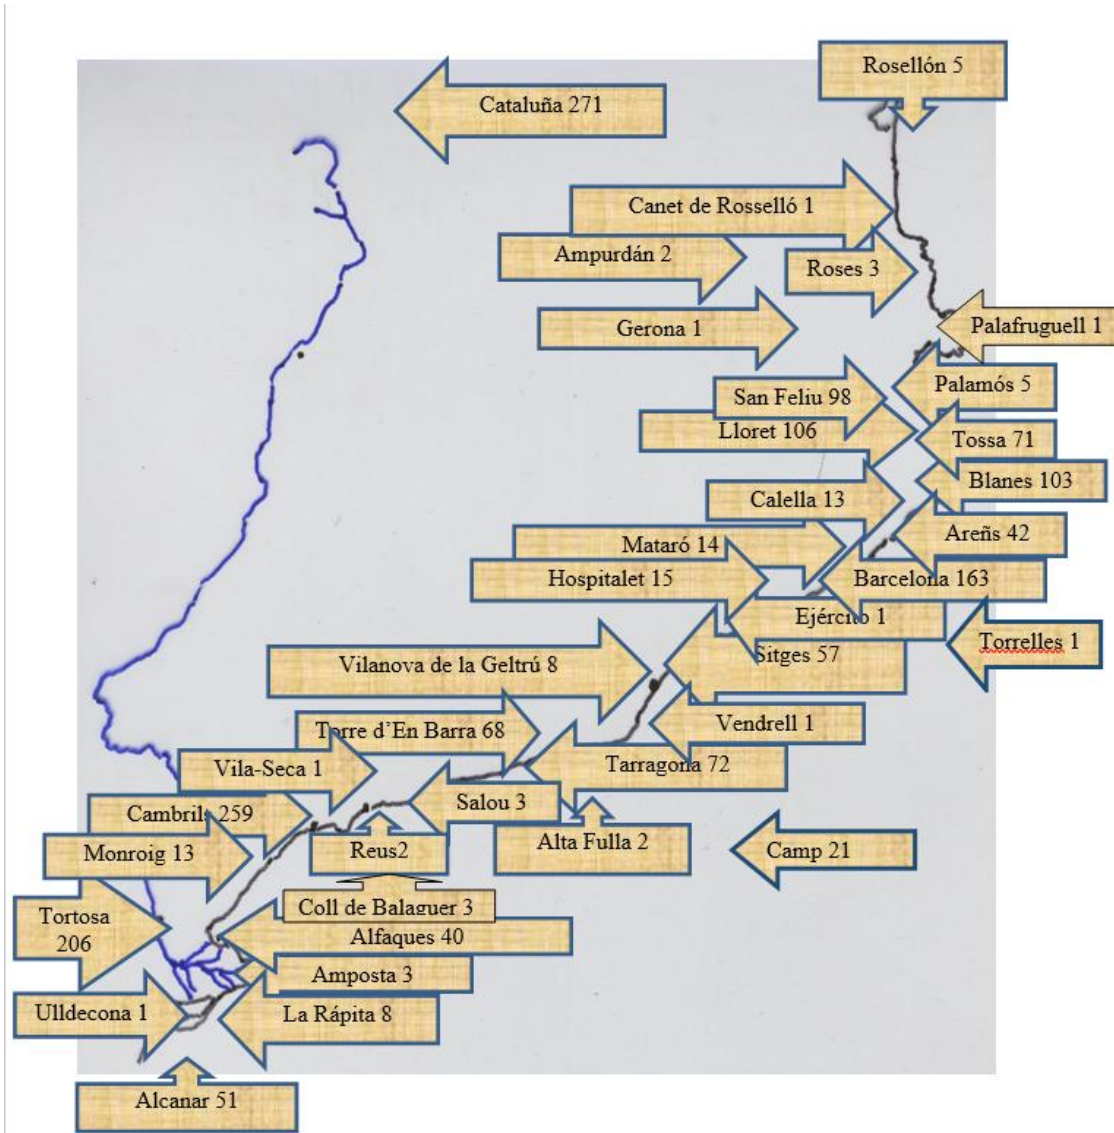 Rosellón 5
Cataluña 271
Canet de Rosselló 1
Ampurdán 2
Roses 3
Gerona 1
Palafruguell 1
San Feliu 98
Palamós 5
Lloret 106
Tossa 71
Calella 13
Blanes 103
Mataró 14
Areñs 42
Hospitalet 15
Barcelona 163
Ejército 1
Torrelles 1
Vilanova de la Geltrú 8
Sitges 57
Torre d’En Barra 68
Vendrell 1
Vila-Seca 1
Tarragona 72
Cambrils 259
Salou 3
Monroig 13
Reus2
Alta Fulla 2
Camp 21
Coll de Balaguer 3
Tortosa
206
Alfaques 40
Amposta 3
Ulldecona 1
La Rápita 8
Alcanar 51